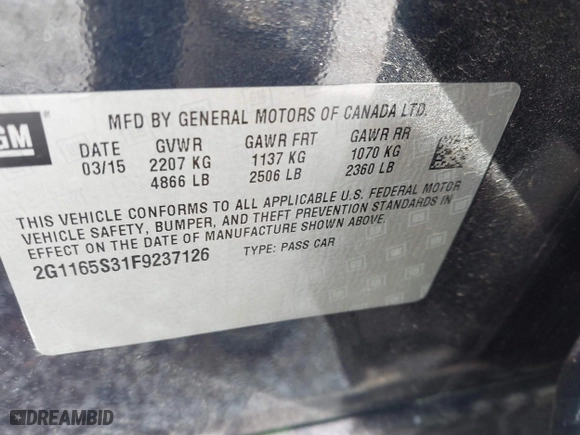 GM
MFD BY GENERAL MOTORS OF CANADA LTD.
DATE GVWR GAWR FRT GAWR RR
03/15 2207 KG 1137 KG 1070 KG
4866 LB 2506 LB 2360 LB
THIS VEHICLE CONFORMS TO ALL APPLICABLE U.S. FEDERAL MOTOR
VEHICLE SAFETY, BUMPER, AND THEFT PREVENTION STANDARDS IN
EFFECT ON THE DATE OF MANUFACTURE SHOWN ABOVE.
2G1165S31F9237126 TYPE: PASS CAR
DREAMBID